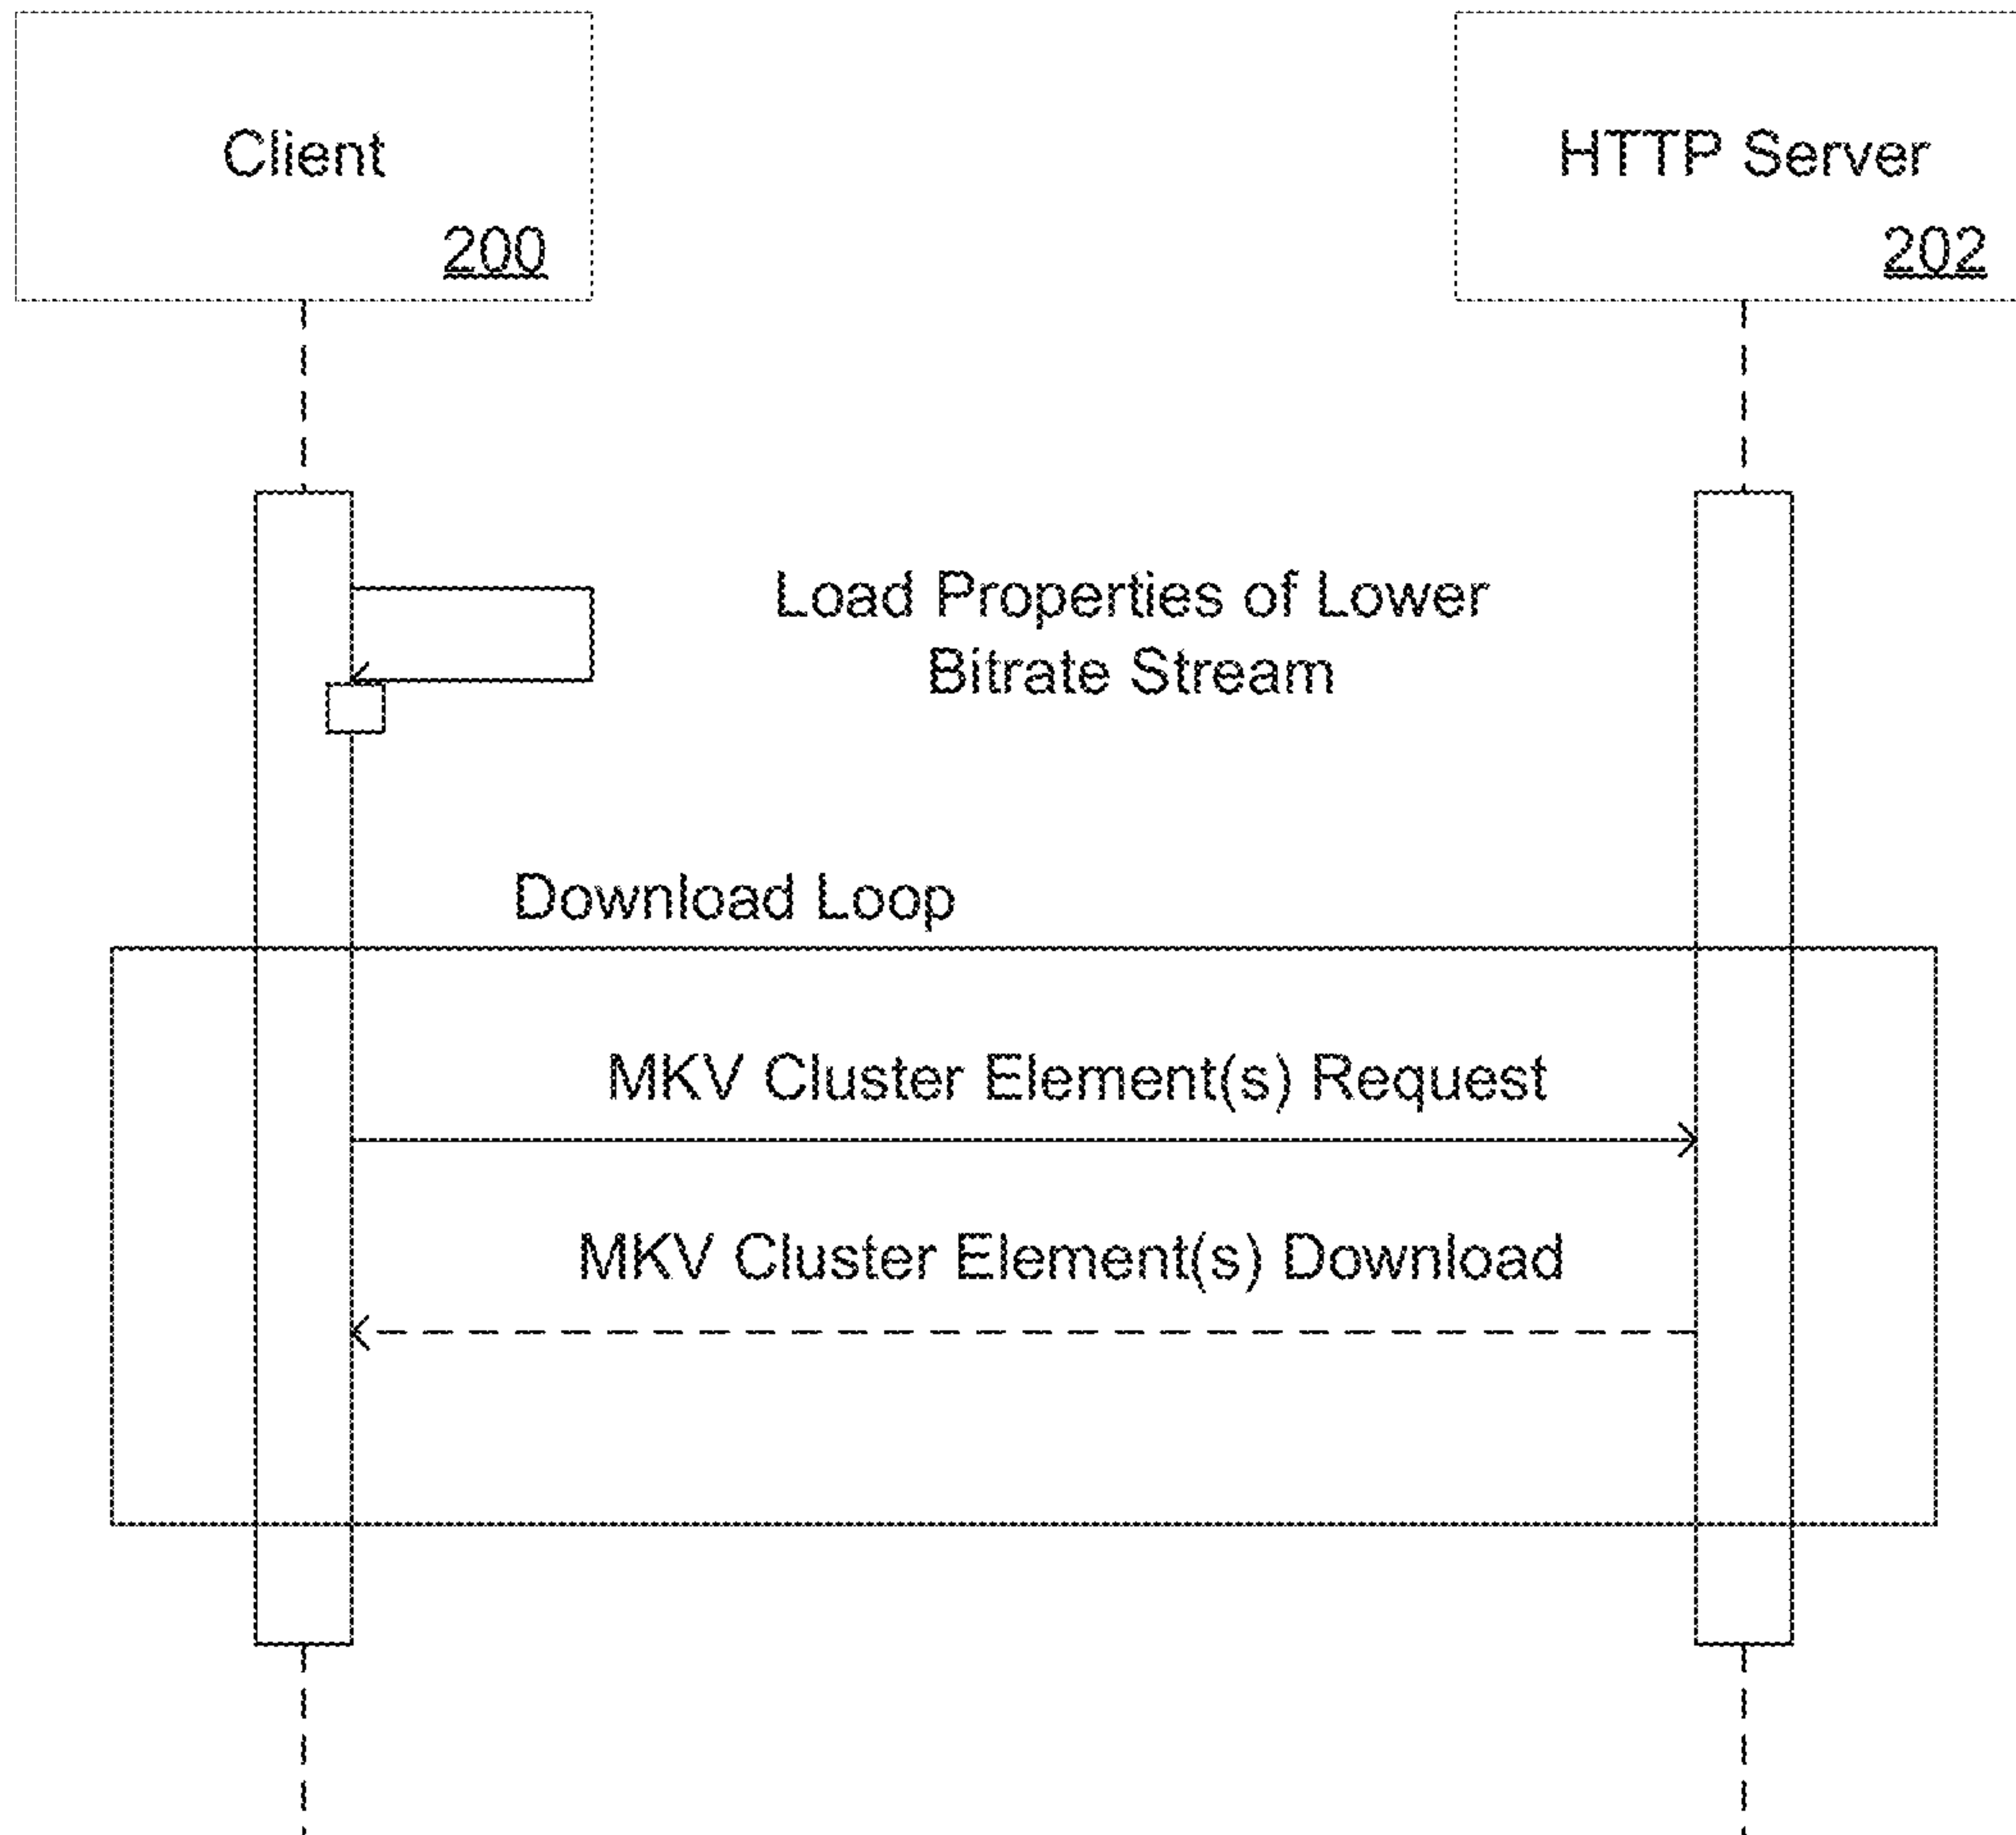 Client
200
HTTP Server
202
Load Properties of Lower
Bitrate Stream
Download Loop
MKV Cluster Element(s) Request
MKV Cluster Element(s) Download